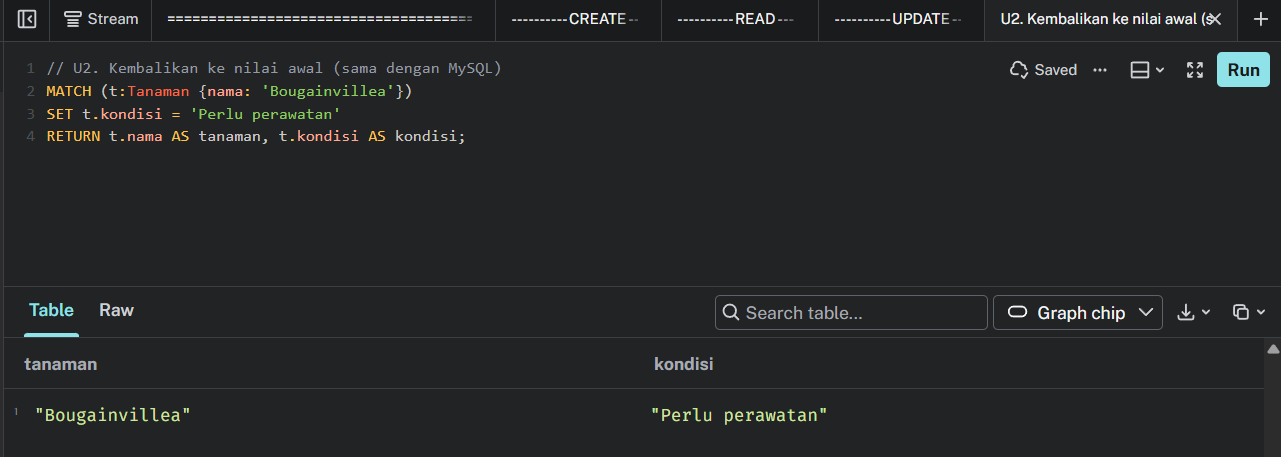 Stream
=====================================
----------CREATE--
----------READ---
----------UPDATE--
U2. Kembalikan ke nilai awal (s
1 // U2. Kembalikan ke nilai awal (sama dengan MySQL)
Saved
Run
2 MATCH (t:Tanaman {nama: 'Bougainvillea'})
3 SET t.kondisi = 'Perlu perawatan'
4 RETURN t.nama AS tanaman, t.kondisi AS kondisi;
Table Raw
Search table...
Graph chip
tanaman kondisi
1 "Bougainvillea" "Perlu perawatan"